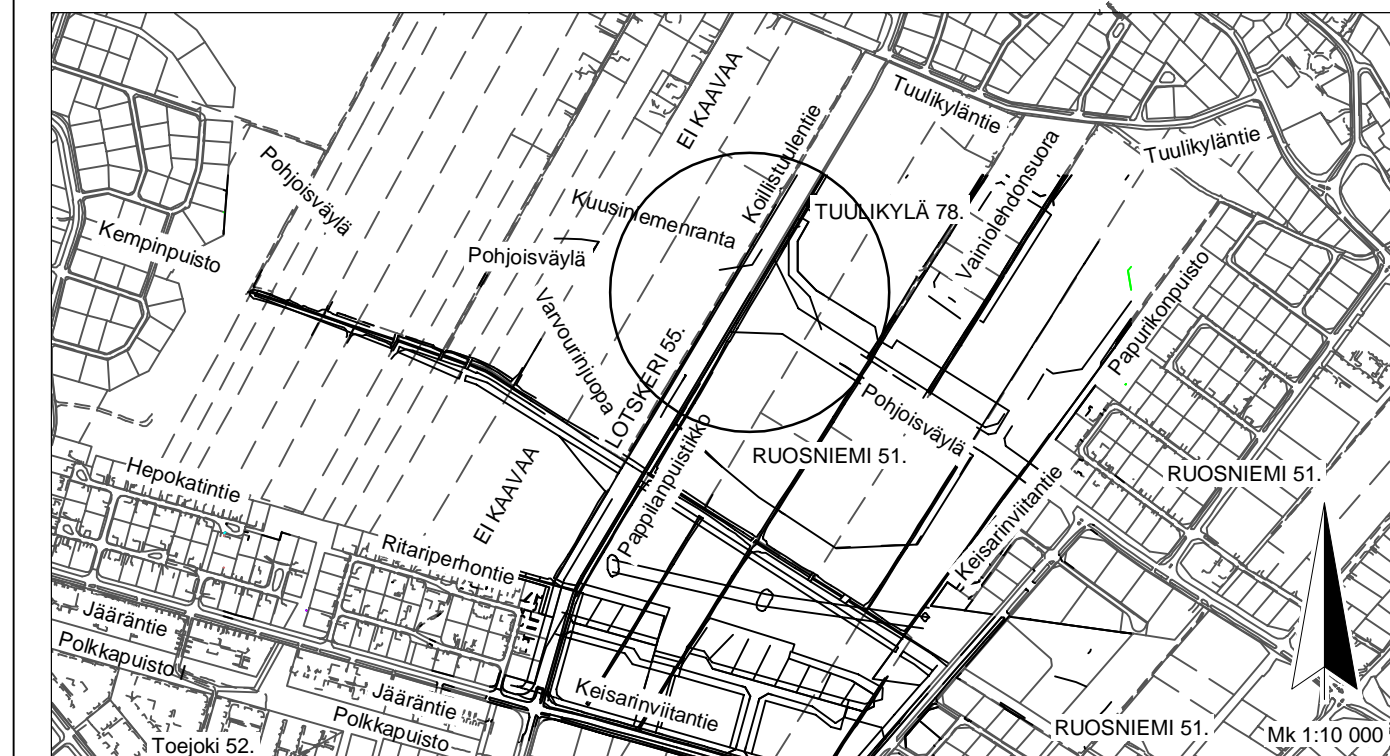 EI KAAVAA
Koillistuulentie
Tuulikyläntie
Tuulikyläntie
Vainiolehdonsuora
Pohjoisväylä
Kempinpuisto
Kuusiniemenranta
TUULIKYLÄ 78.
Pohjoisväylä
Varvourinjuopa
Papurikonpuisto
LOTSKERI 55.
Pappilanpuistikko
Pohjoisväylä
RUOSNIEMI 51.
RUOSNIEMI 51.
Hepokatintie
EI KAAVAA
Keisarinviitantie
Ritariperhontie
Jääräntie
Polkkapuisto
Jääräntie
Polkkapuisto
Keisarinviitantie
Toejoki 52.
RUOSNIEMI 51.
Mk 1:10 000